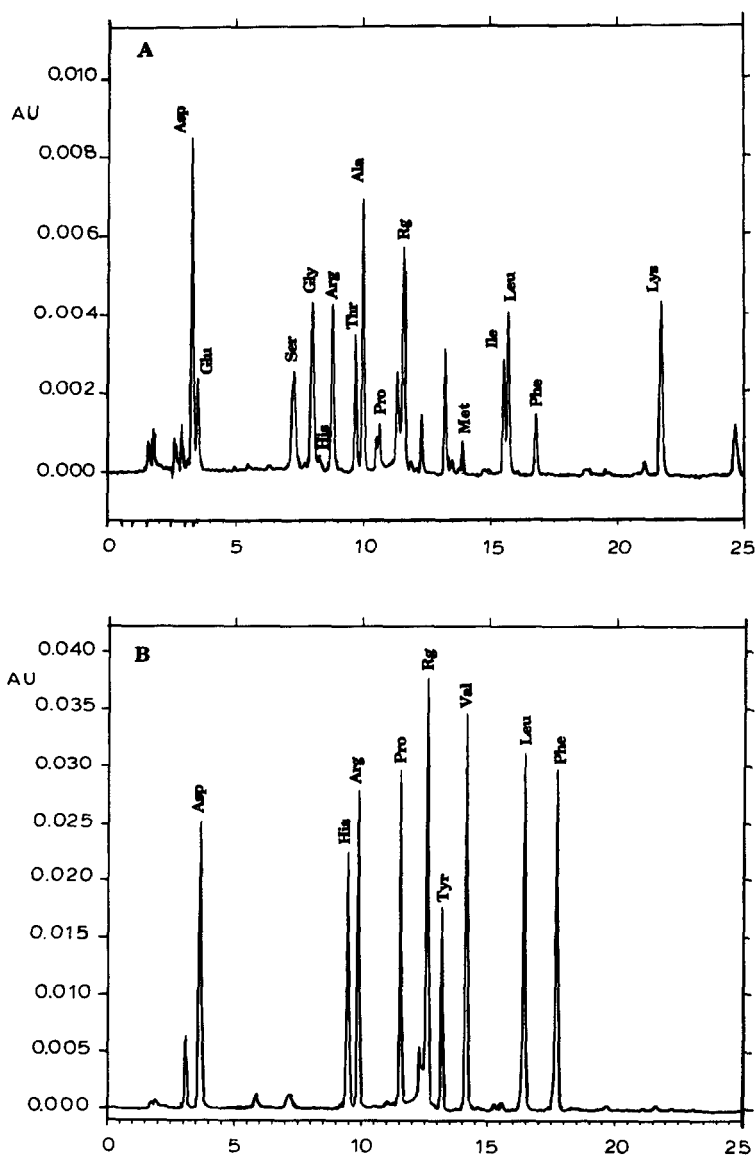 A
AU
0.010
0.008
0.006
0.004
0.002
0.000
Asp
Glu
Ser
Gly
His
Arg
Thr
Ala
Pro
Rg
Met
Ile
Leu
Phe
Lys
0 5 10 15 20 25
B
AU
0.040
0.035
0.030
0.025
0.020
0.015
0.010
0.005
0.000
Asp
His
Arg
Pro
Rg
Tyr
Val
Leu
Phe
0 5 10 15 20 25